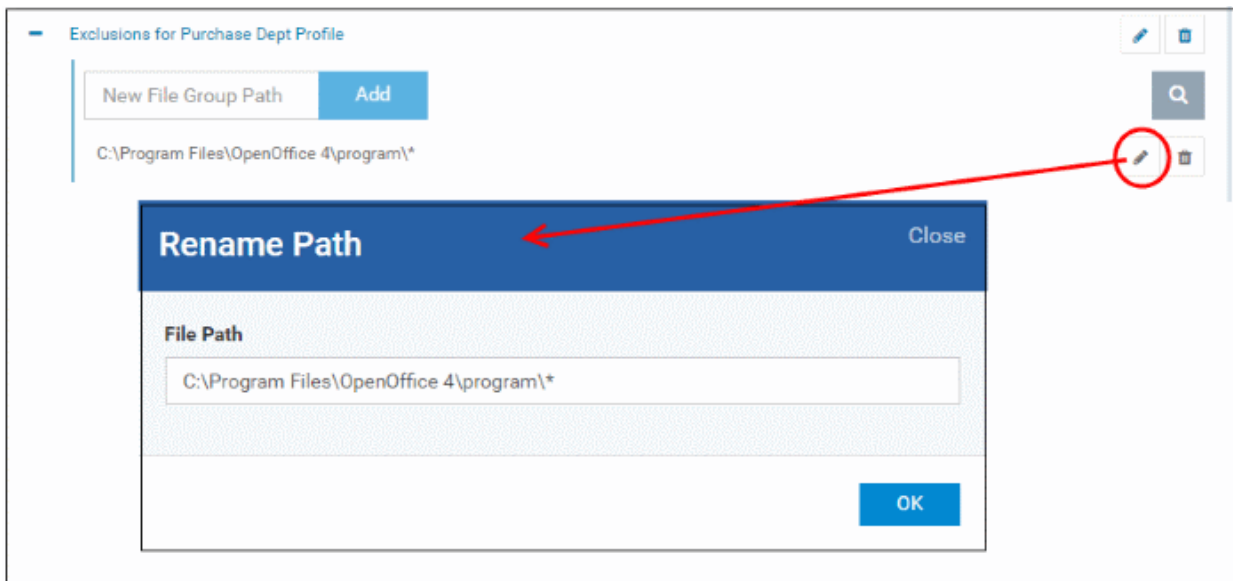 Exclusions for Purchase Dept Profile
New File Group Path Add
C:\Program Files\OpenOffice 4\program\*
Rename Path Close
File Path
C:\Program Files\OpenOffice 4\program\*
OK